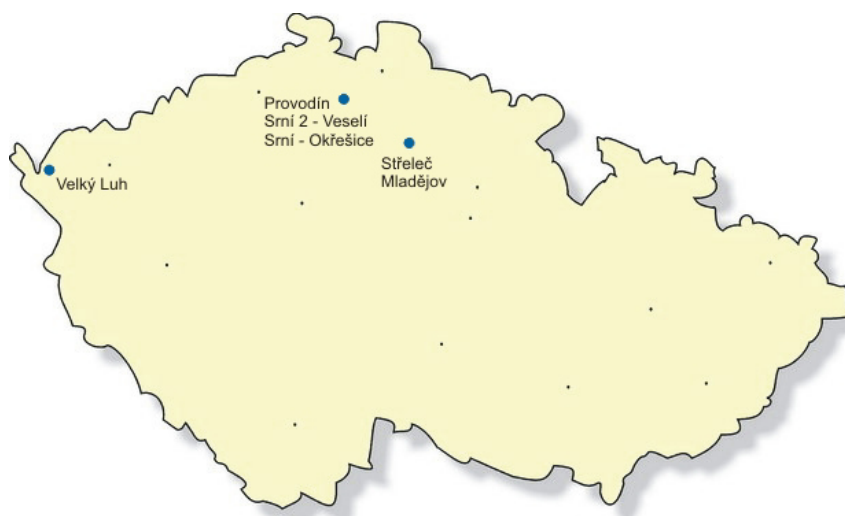 Provodín
Srní 2 - Veselí
Srní - Okřešice
Střeleč
Mladějov
Velký Luh